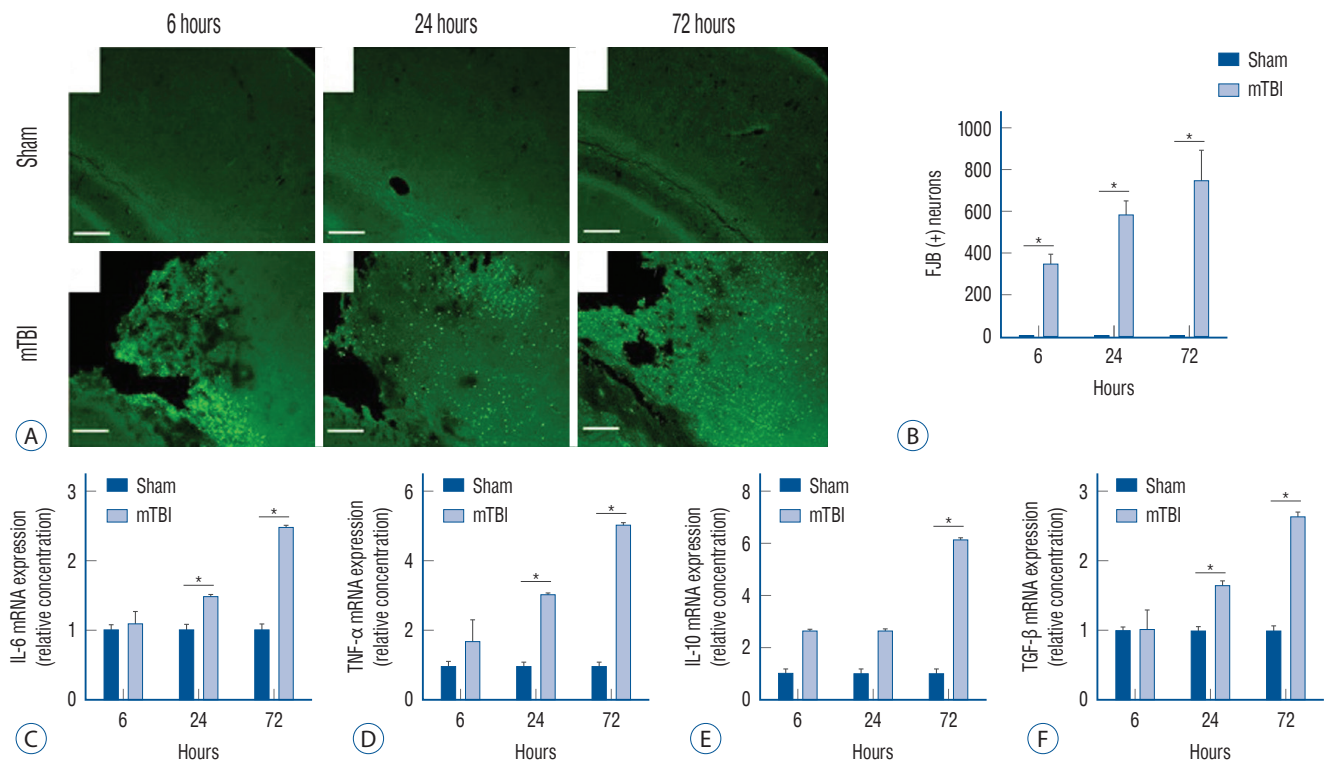 6 hours
24 hours
72 hours
Sham
mTBI
A
Sham
mTBI
FJB (+) neurons
1000
800
600
400
200
0
*
*
*
6
24
72
Hours
B
IL-6 mRNA expression
(relative concentration)
3
2
1
0
Sham
mTBI
*
*
6
24
72
Hours
C
TNF-α mRNA expression
(relative concentration)
6
4
2
0
Sham
mTBI
*
*
6
24
72
Hours
D
IL-10 mRNA expression
(relative concentration)
8
6
4
2
0
Sham
mTBI
*
6
24
72
Hours
E
TGF-β mRNA expression
(relative concentration)
3
2
1
0
Sham
mTBI
*
*
6
24
72
Hours
F